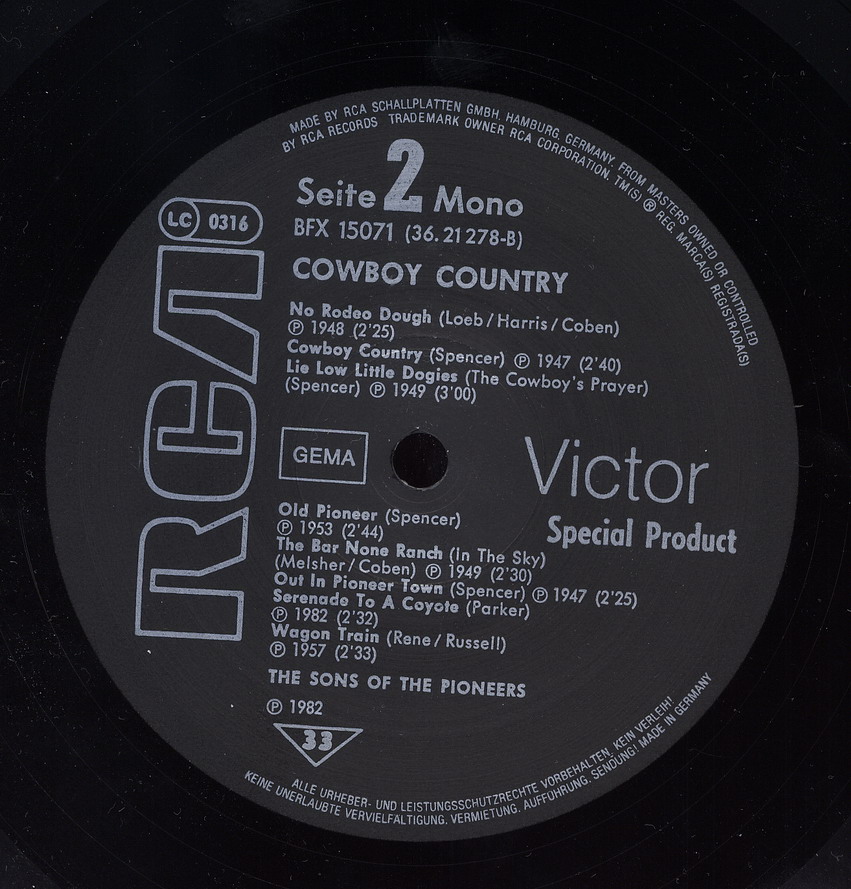 MADE BY RCA SCHALLPLATTEN GMBH. HAMBURG. GERMANY. FROM MASTERS OWNED OR CONTROLLED
BY RCA RECORDS TRADEMARK OWNER RCA CORPORATION. TM(S) ® REG. MARCA(S) REGISTRADA(S)
Seite 2 Mono
LC 0316
BFX 15071 (36.21278-B)
COWBOY COUNTRY
No Rodeo Dough (Loeb/Harris/Coben)
℗ 1948 (2'25)
Cowboy Country (Spencer) ℗ 1947 (2'40)
Lie Low Little Dogies (The Cowboy's Prayer)
(Spencer) ℗ 1949 (3'00)
RCA
GEMA
Victor
Special Product
Old Pioneer (Spencer)
℗ 1953 (2'44)
The Bar None Ranch (In The Sky)
(Melsher/Coben) ℗ 1949 (2'30)
Out In Pioneer Town (Spencer) ℗ 1947 (2'25)
Serenade To A Coyote (Parker)
℗ 1982 (2'32)
Wagon Train (Rene/Russell)
℗ 1957 (2'33)
THE SONS OF THE PIONEERS
℗ 1982
33
ALLE URHEBER- UND LEISTUNGSSCHUTZRECHTE VORBEHALTEN. KEIN VERLEIH!
KEINE UNERLAUBTE VERVIELFÄLTIGUNG. VERMIETUNG. AUFFÜHRUNG. SENDUNG! MADE IN GERMANY